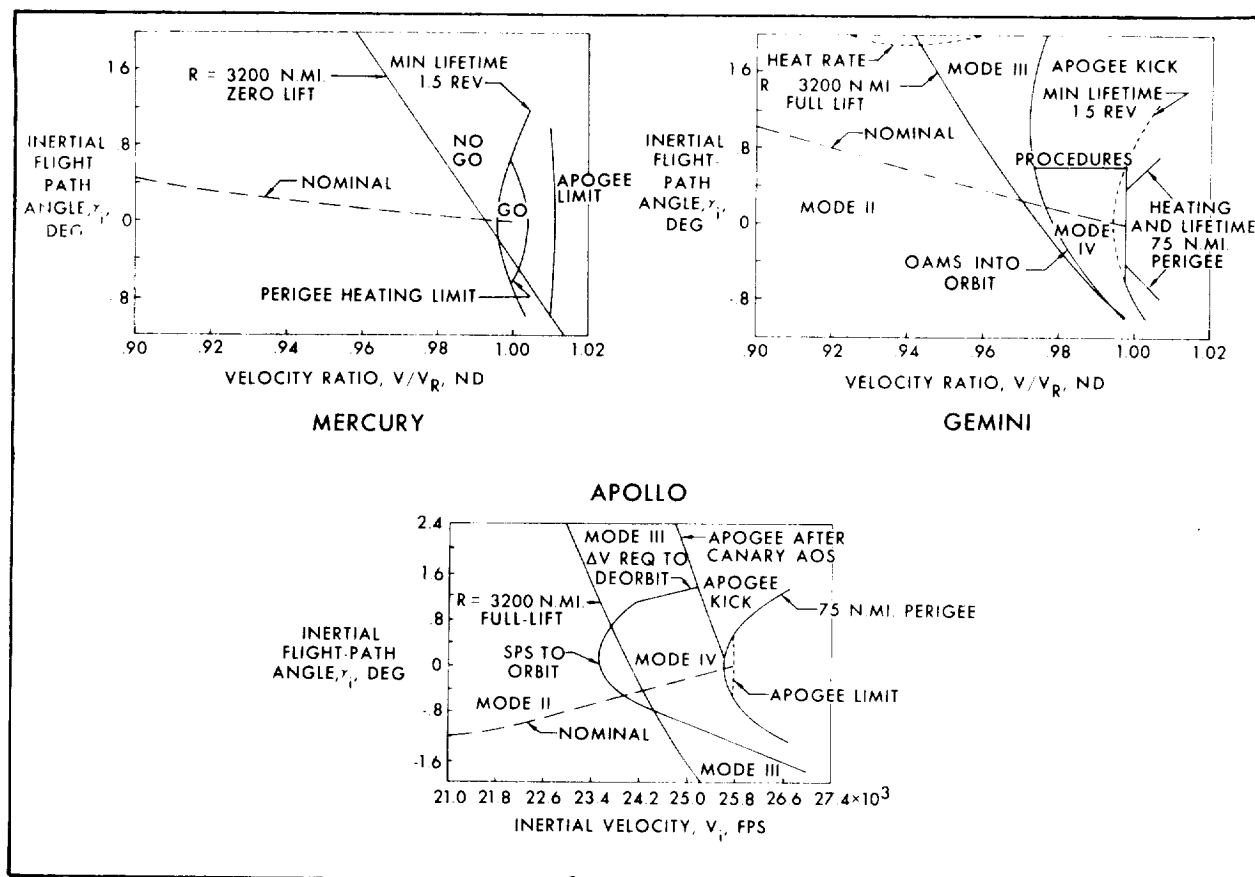 16
R = 3200 N.MI.
ZERO LIFT
MIN LIFETIME
1.5 REV
INERTIAL
FLIGHT
PATH
ANGLE, γi,
DEG
.8
0
-.8
NO
GO
NOMINAL
GO
APOGEE
LIMIT
PERIGEE HEATING LIMIT
.90
.92
.94
.96
.98
1.00
1.02
VELOCITY RATIO, V/VR, ND
MERCURY
HEAT RATE
16
R 3200 N MI
FULL LIFT
MODE III
APOGEE KICK
MIN LIFETIME
15 REV
NOMINAL
INERTIAL
FLIGHT-
PATH
ANGLE, γi,
DEG
.8
0
-.8
PROCEDURES
MODE II
MODE
IV
HEATING
AND LIFETIME
75 N.MI.
PERIGEE
OAMS INTO
ORBIT
.90
.92
.94
.96
.98
1.00
1.02
VELOCITY RATIO, V/VR, ND
GEMINI
APOLLO
2.4
1.6
.8
0
-.8
-1.6
MODE III
ΔV REQ TO
DEORBIT
APOGEE AFTER
CANARY AOS
APOGEE
KICK
R = 3200 N.MI.
FULL-LIFT
75 N.MI. PERIGEE
INERTIAL
FLIGHT-PATH
ANGLE, γi, DEG
SPS TO
ORBIT
MODE IV
MODE II
APOGEE LIMIT
NOMINAL
MODE III
21.0 21.8 22.6 23.4 24.2 25.0 25.8 26.6 27.4×10³
INERTIAL VELOCITY, Vi, FPS